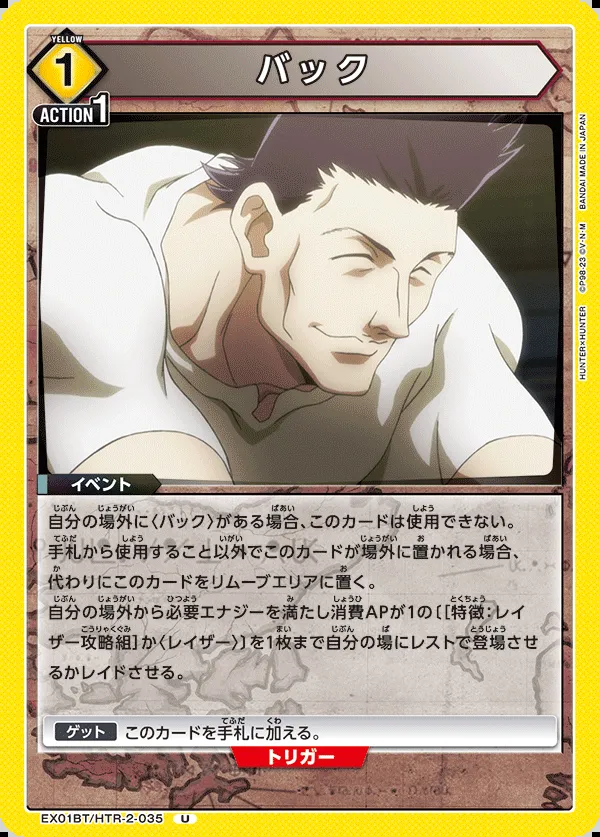 YELLOW
1
バック
ACTION 1
HUNTER×HUNTER ©P98-23 ©V・N・M BANDAI MADE IN JAPAN
イベント
自分の場外に〈バック〉がある場合、このカードは使用できない。
手札から使用すること以外でこのカードが場外に置かれる場合、
代わりにこのカードをリムーブエリアに置く。
自分の場外から必要エナジーを満たし消費APが1の[[特徴:レイ
ザー攻略組]か〈レイザー〉]を1枚まで自分の場にレストで登場させ
るかレイドさせる。
ゲット このカードを手札に加える。
トリガー
EX01BT/HTR-2-035 U